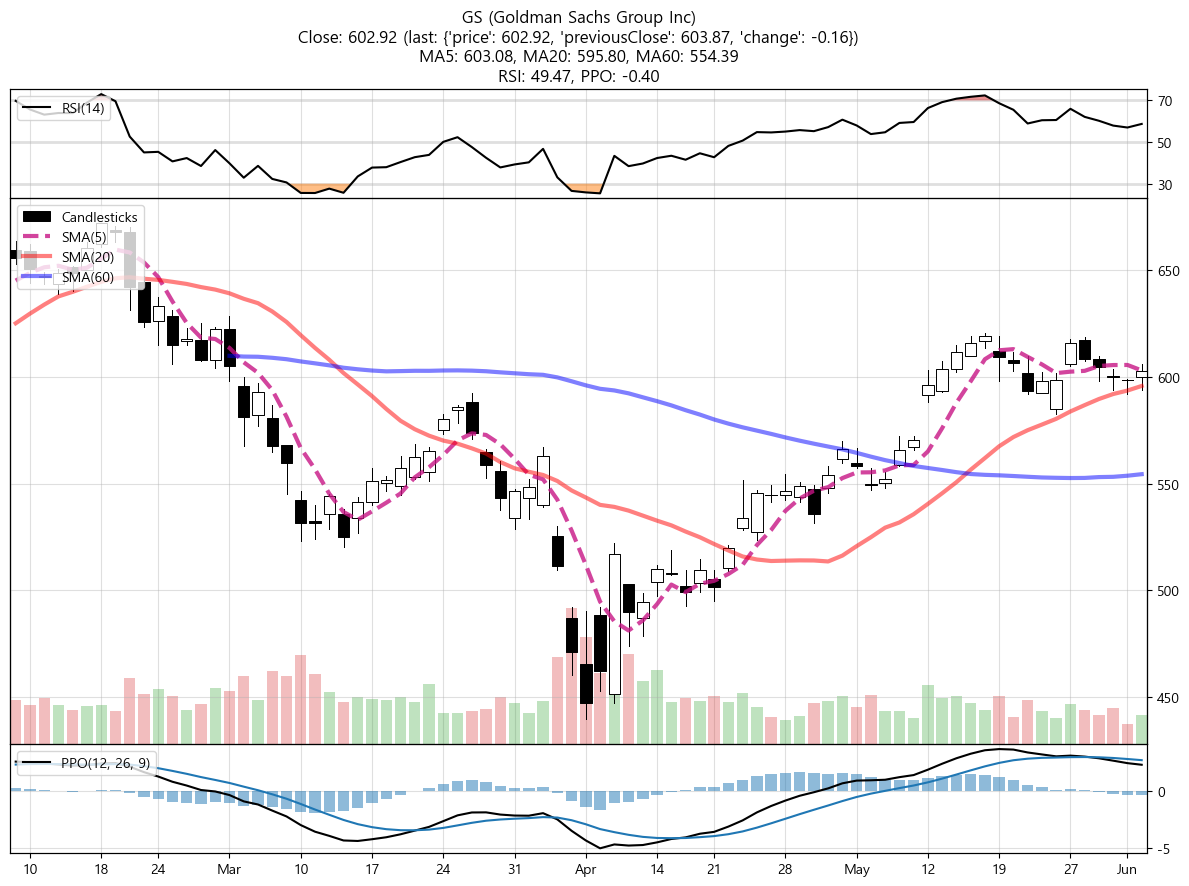 GS (Goldman Sachs Group Inc)
Close: 602.92 (last: {'price': 602.92, 'previousClose': 603.87, 'change': -0.16})
MA5: 603.08, MA20: 595.80, MA60: 554.39
RSI: 49.47, PPO: -0.40
RSI(14)
70
50
30
Candlesticks
SMA(5)
SMA(20)
SMA(60)
650
600
550
500
450
PPO(12, 26, 9)
0
-5
10 18 24 Mar 10 17 24 31 Apr 14 21 28 May 12 19 27 Jun